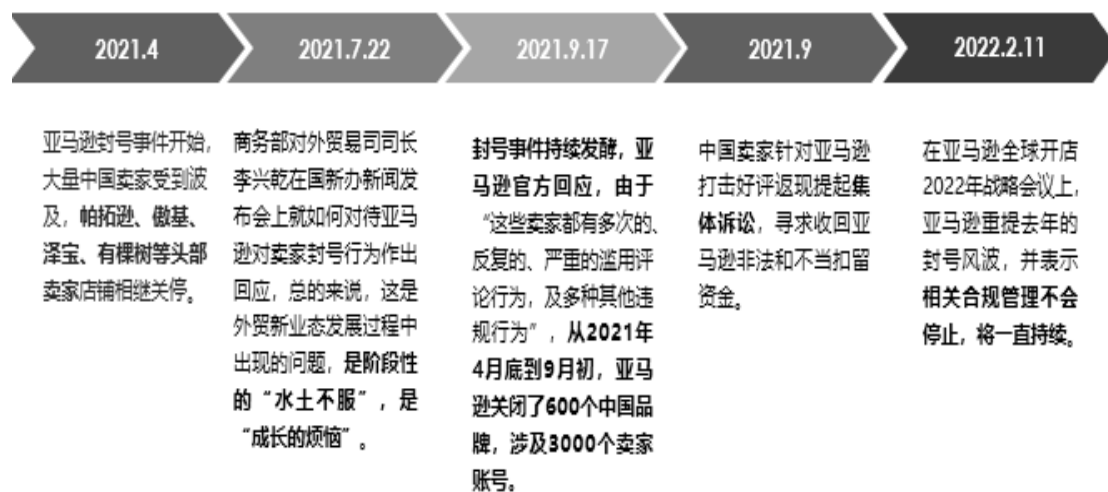 2021.4
2021.7.22
2021.9.17
2021.9
2022.2.11
亚马逊封号事件开始，
大量中国卖家受到波
及，帕拓逊、傲基、
泽宝、有棵树等头部
卖家店铺相继关停。
商务部对外贸易司司长
李兴乾在国新办新闻发
布会上就如何对待亚马
逊对卖家封号行为作出
回应，总的来说，这是
外贸新业态发展过程中
出现的问题，是阶段性
的“水土不服”，是
“成长的烦恼”。
封号事件持续发酵，亚
马逊官方回应，由于
“这些卖家都有多次的、
反复的、严重的滥用评
论行为，及多种其他违
规行为”，从2021年
4月底到9月初，亚马
逊关闭了600个中国品
牌，涉及3000个卖家
账号。
中国卖家针对亚马逊
打击好评返现提起集
体诉讼，寻求收回亚
马逊非法和不当扣留
资金。
在亚马逊全球开店
2022年战略会议上，
亚马逊重提去年的
封号风波，并表示
相关合规管理不会
停止，将一直持续。